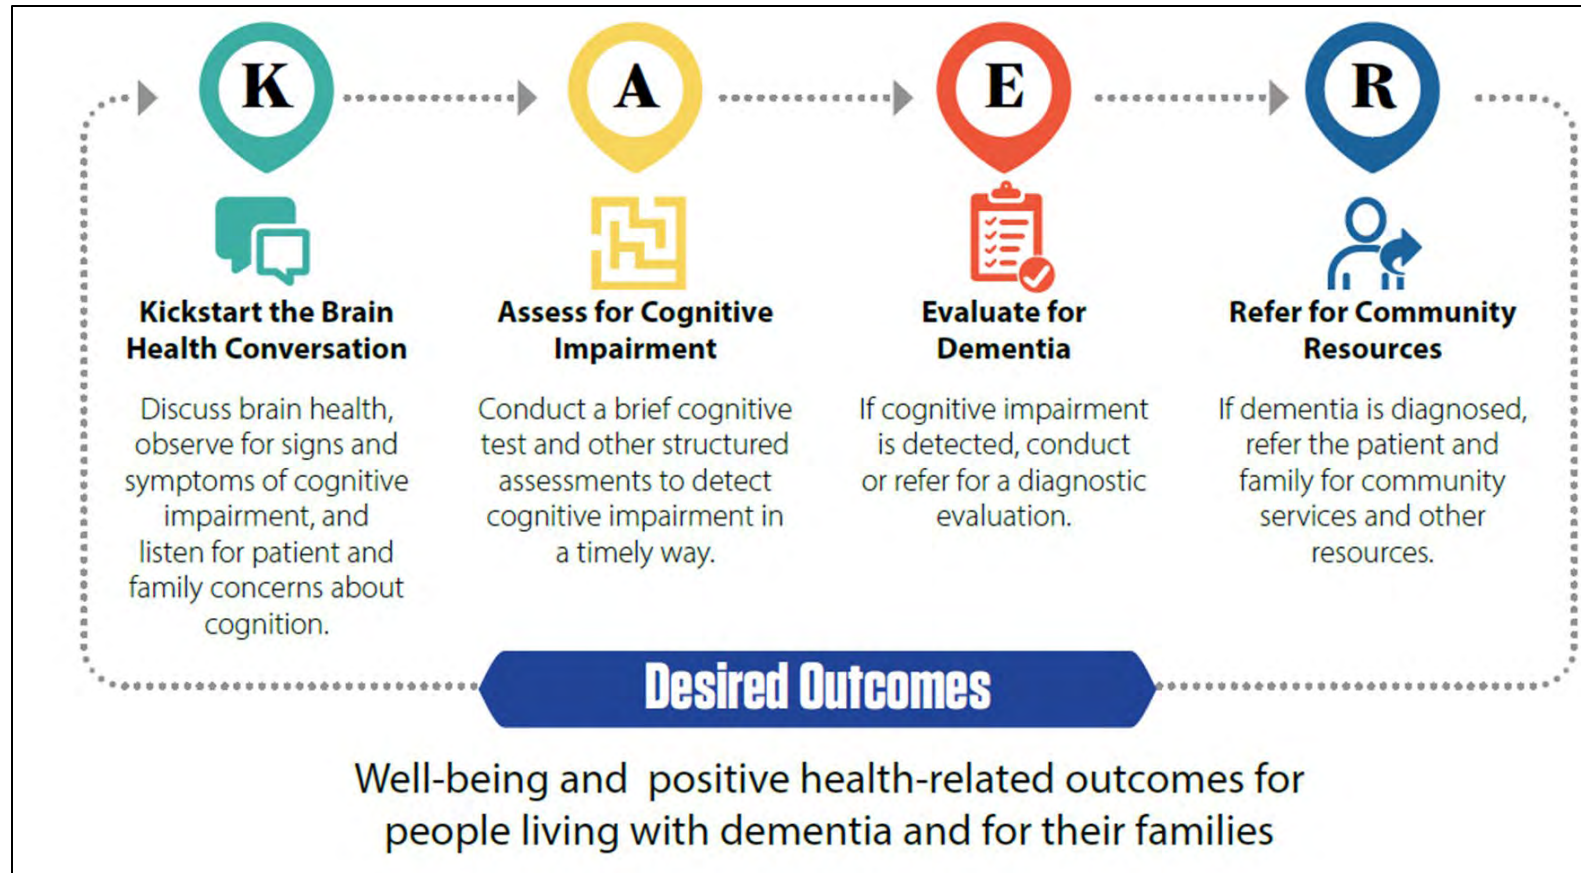 K
A
E
R
Kickstart the Brain
Health Conversation
Discuss brain health,
observe for signs and
symptoms of cognitive
impairment, and
listen for patient and
family concerns about
cognition.
Assess for Cognitive
Impairment
Conduct a brief cognitive
test and other structured
assessments to detect
cognitive impairment in
a timely way.
Evaluate for
Dementia
If cognitive impairment
is detected, conduct
or refer for a diagnostic
evaluation.
Refer for Community
Resources
If dementia is diagnosed,
refer the patient and
family for community
services and other
resources.
Desired Outcomes
Well-being and positive health-related outcomes for
people living with dementia and for their families